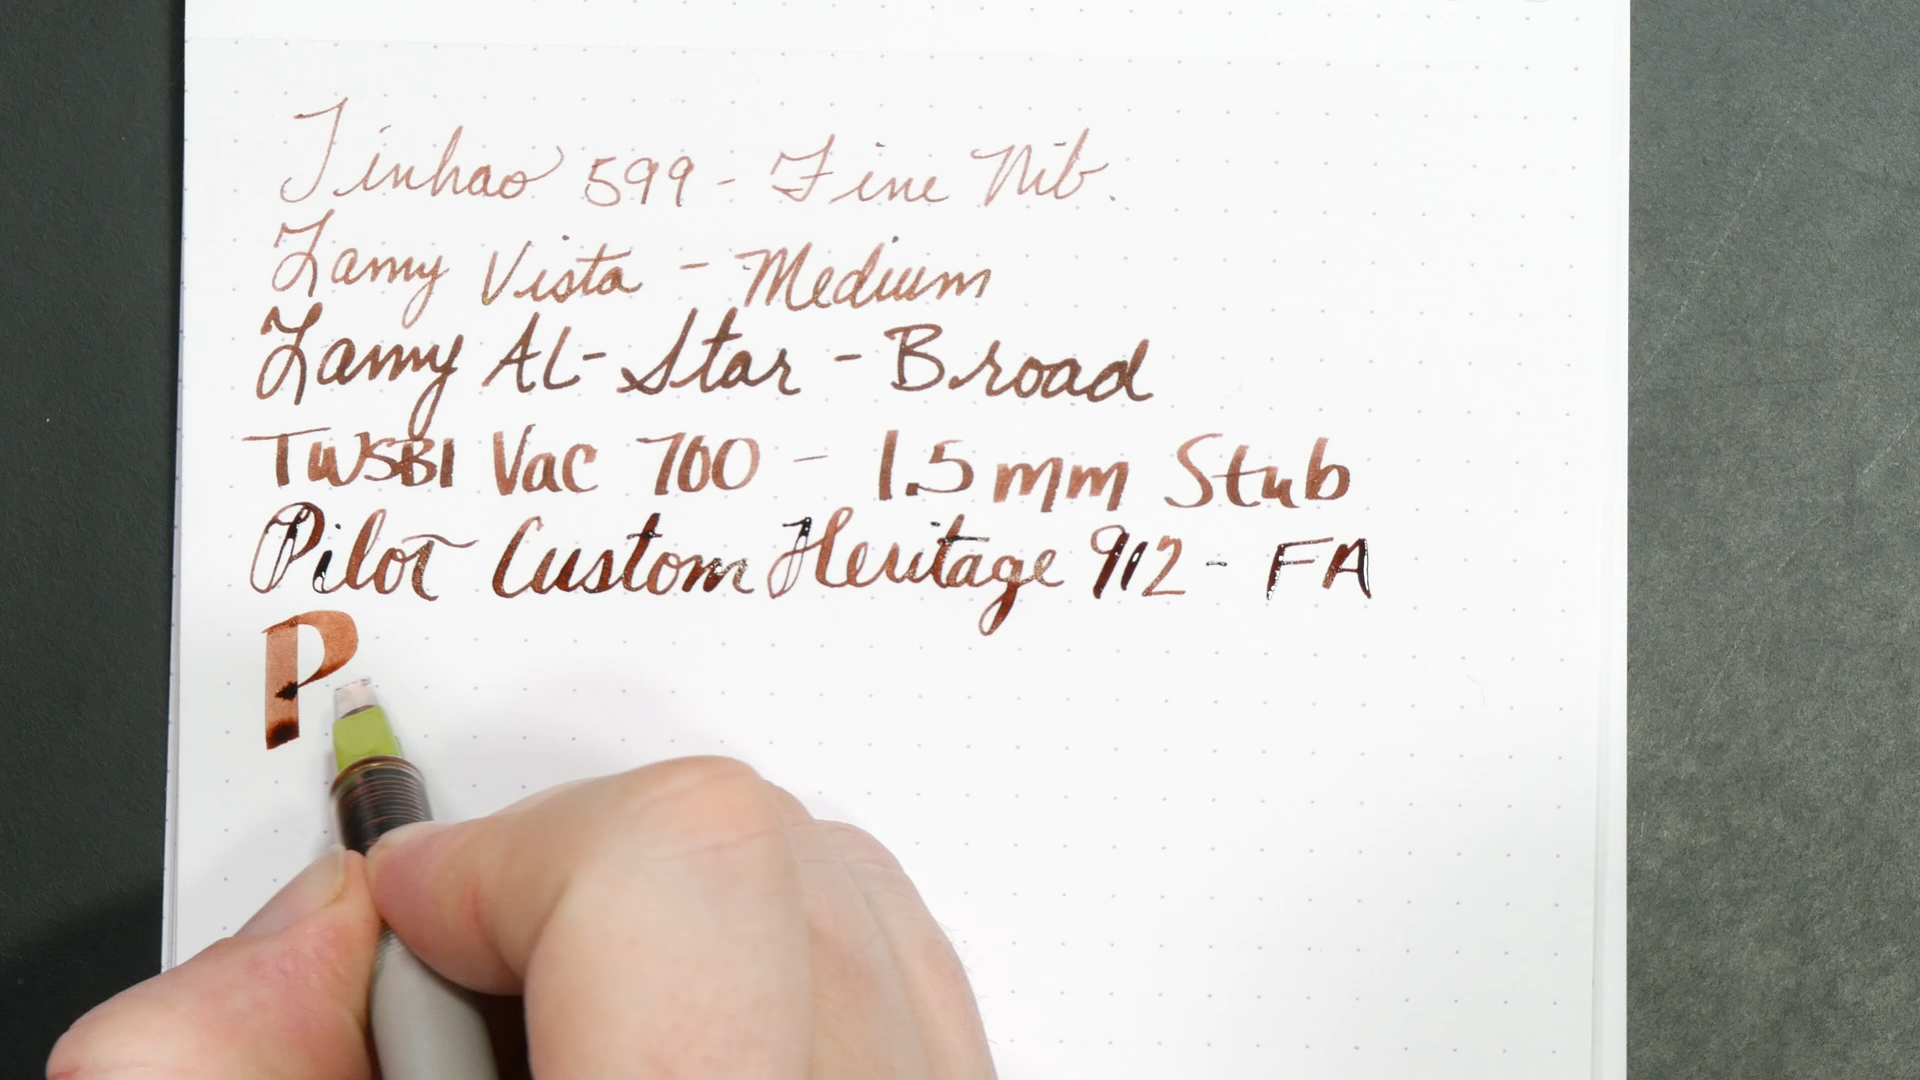 Jinhao 599 - Fine Nib.
Lamy Vista - Medium
Lamy AL-Star - Broad
TWSBI Vac 700 - 1.5mm Stub
Pilot Custom Heritage 912 - FA
P